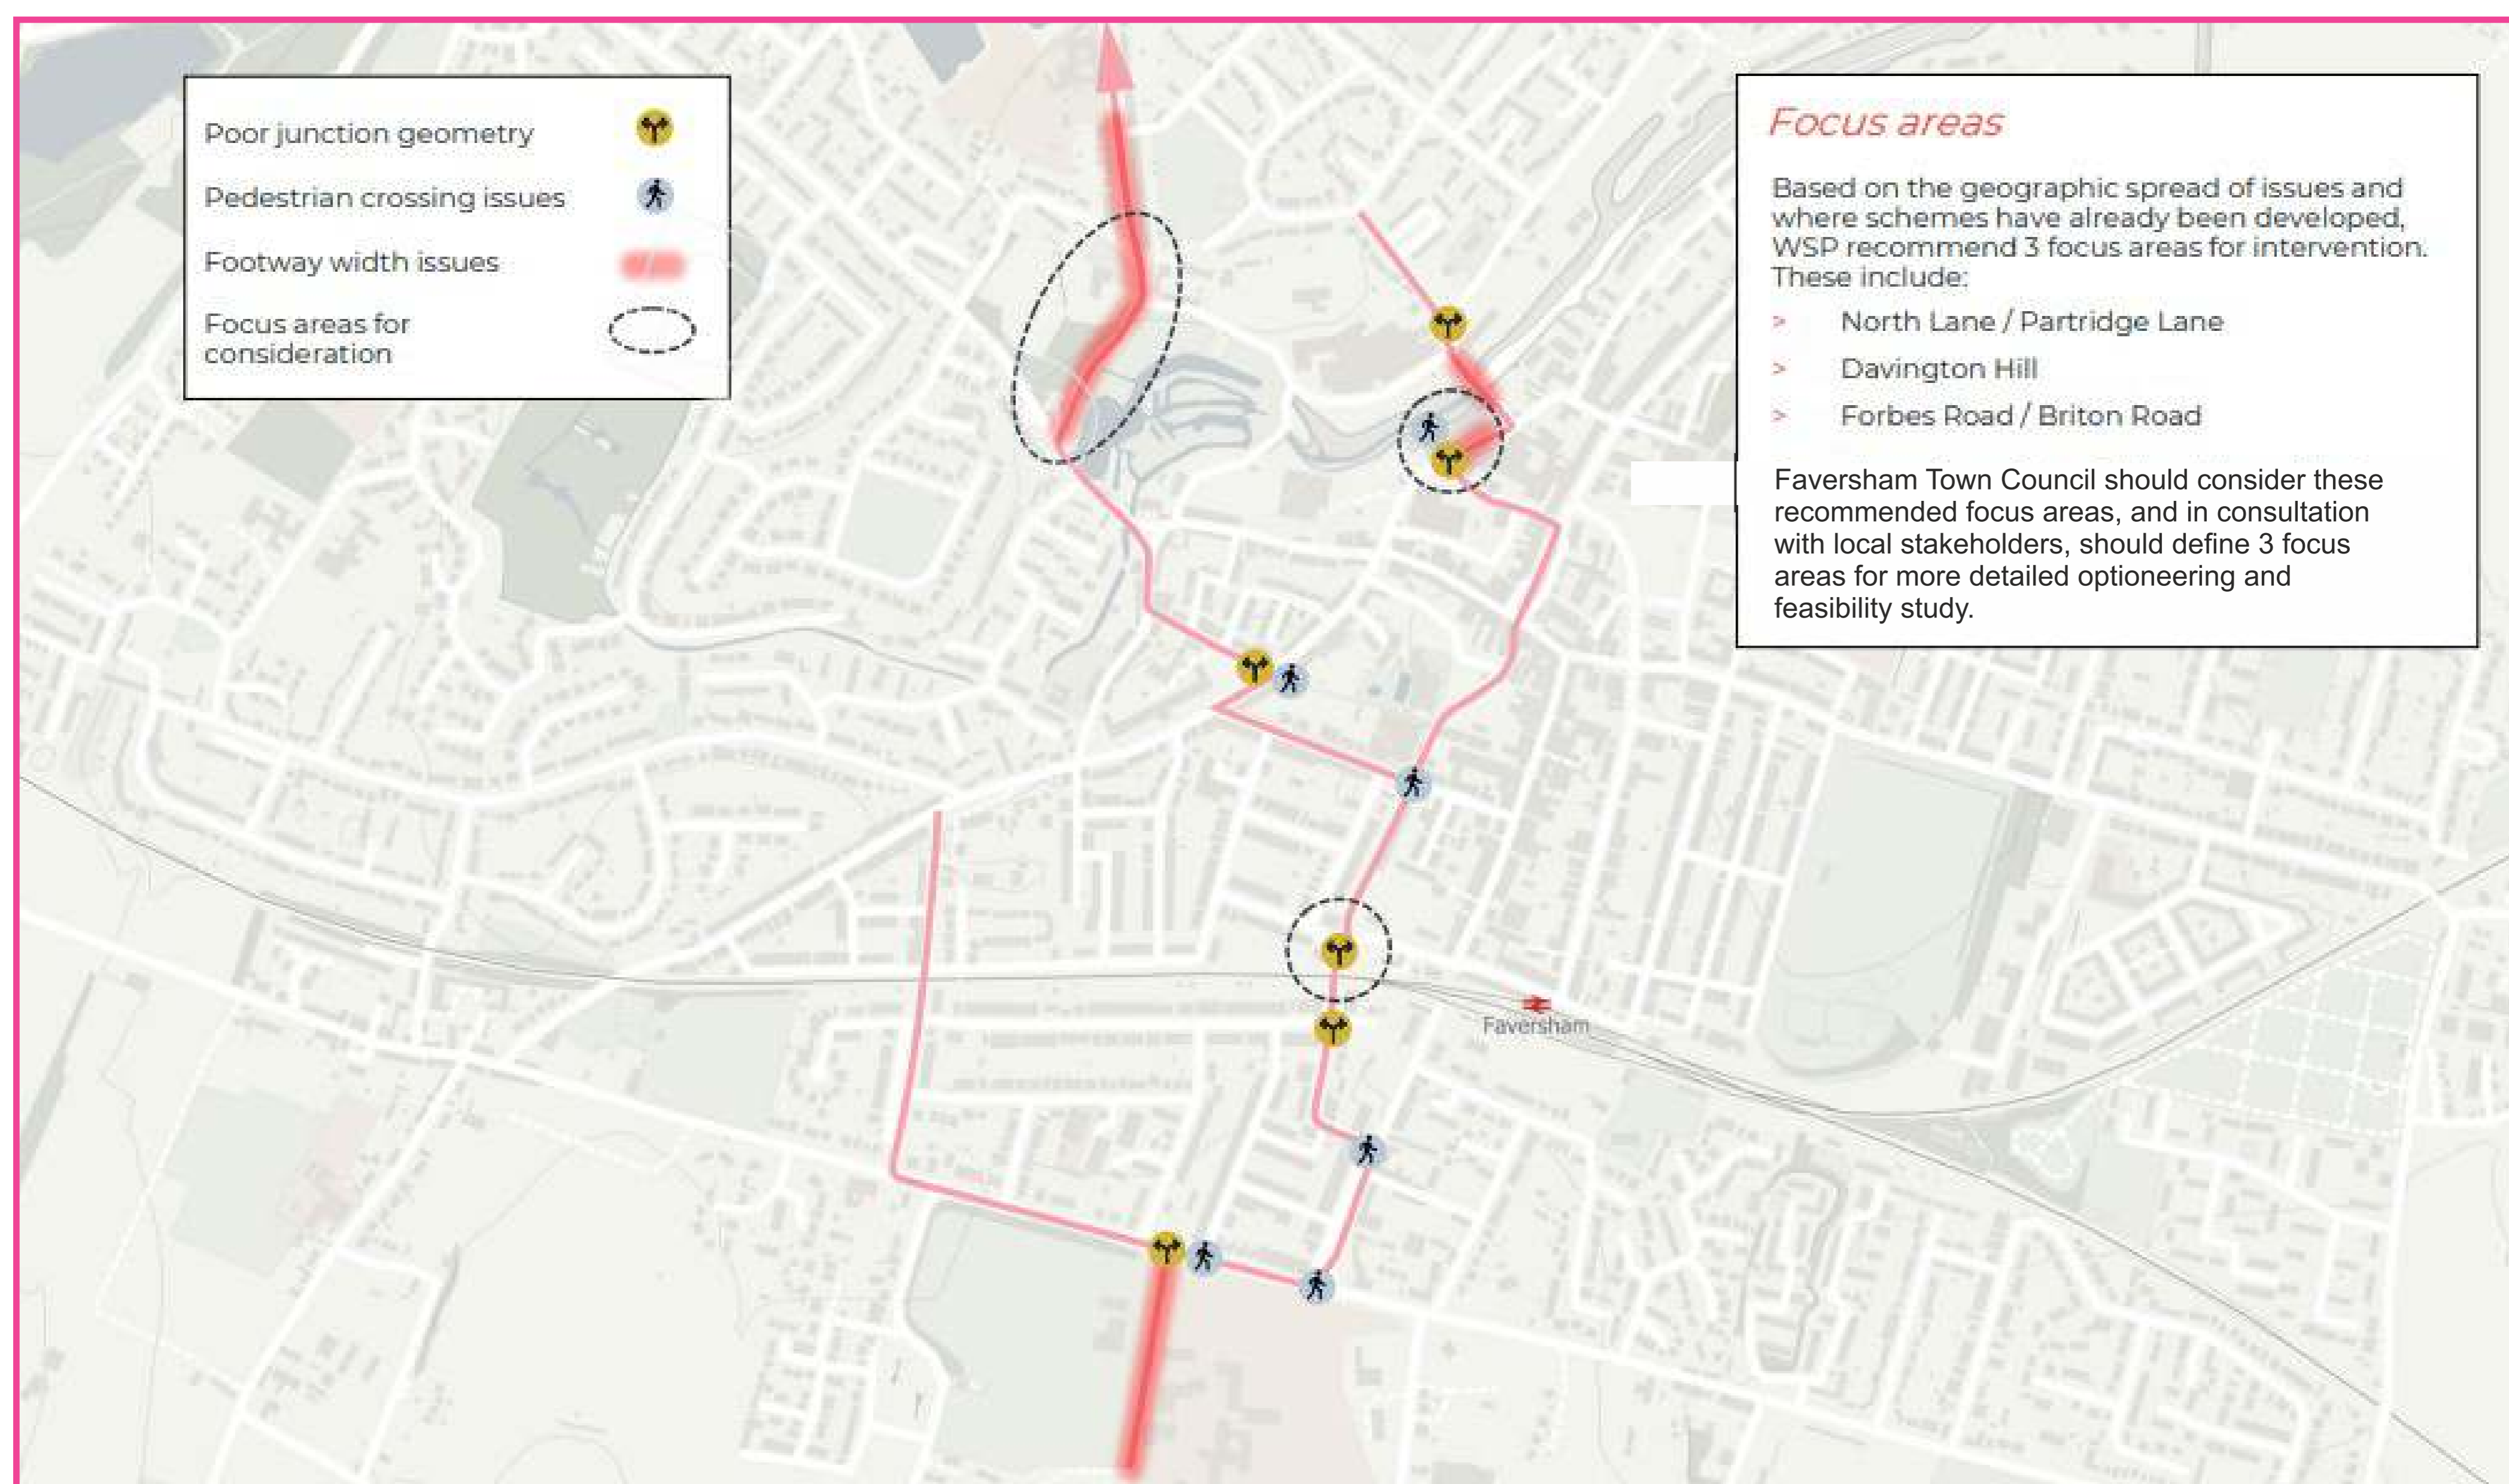 Poor junction geometry
Pedestrian crossing issues
Footway width issues
Focus areas for
consideration
Focus areas
Based on the geographic spread of issues and
where schemes have already been developed,
WSP recommend 3 focus areas for intervention.
These include:
> North Lane / Partridge Lane
> Davington Hill
> Forbes Road / Briton Road
Faversham Town Council should consider these
recommended focus areas, and in consultation
with local stakeholders, should define 3 focus
areas for more detailed optioneering and
feasibility study.
Faversham